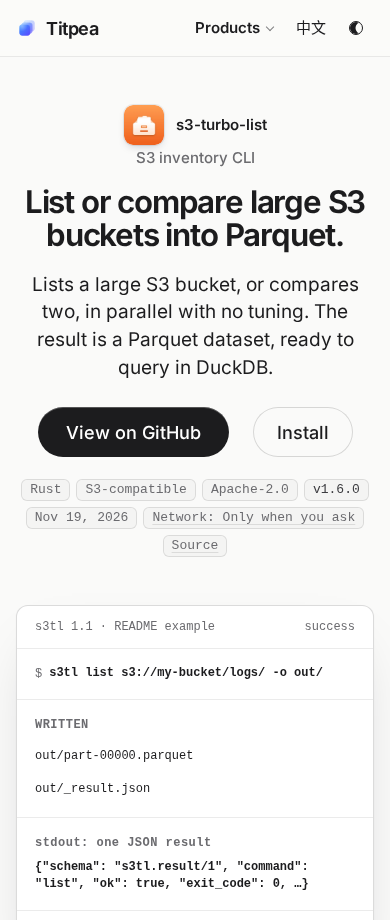 Titpea
Products
中文
s3-turbo-list
S3 inventory CLI
List or compare large S3
buckets into Parquet.
Lists a large S3 bucket, or compares
two, in parallel with no tuning. The
result is a Parquet dataset, ready to
query in DuckDB.
View on GitHub
Install
Rust S3-compatible Apache-2.0 v1.6.0
Nov 19, 2026 Network: Only when you ask
Source
s3tl 1.1 · README example success
$ s3tl list s3://my-bucket/logs/ -o out/
WRITTEN
out/part-00000.parquet
out/_result.json
stdout: one JSON result
{"schema": "s3tl.result/1", "command":
"list", "ok": true, "exit_code": 0, …}